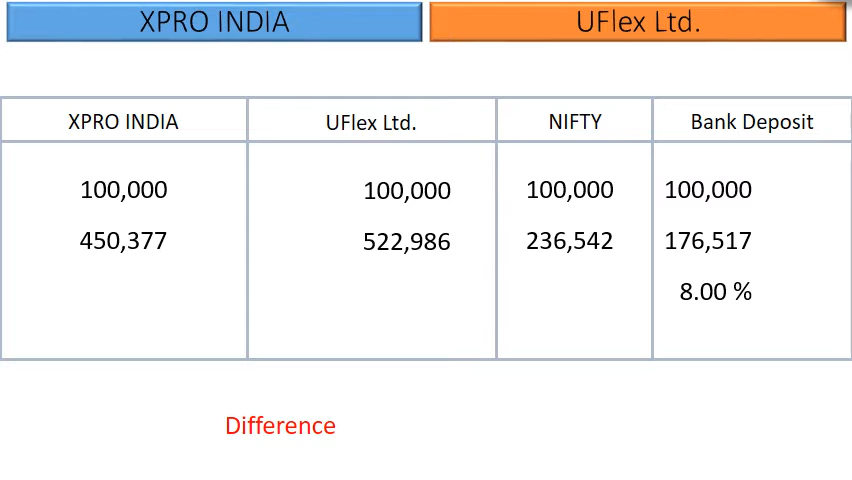 XPRO INDIA UFlex Ltd.
XPRO INDIA UFlex Ltd. NIFTY Bank Deposit
100,000 100,000 100,000 100,000
450,377 522,986 236,542 176,517
8.00 %
Difference